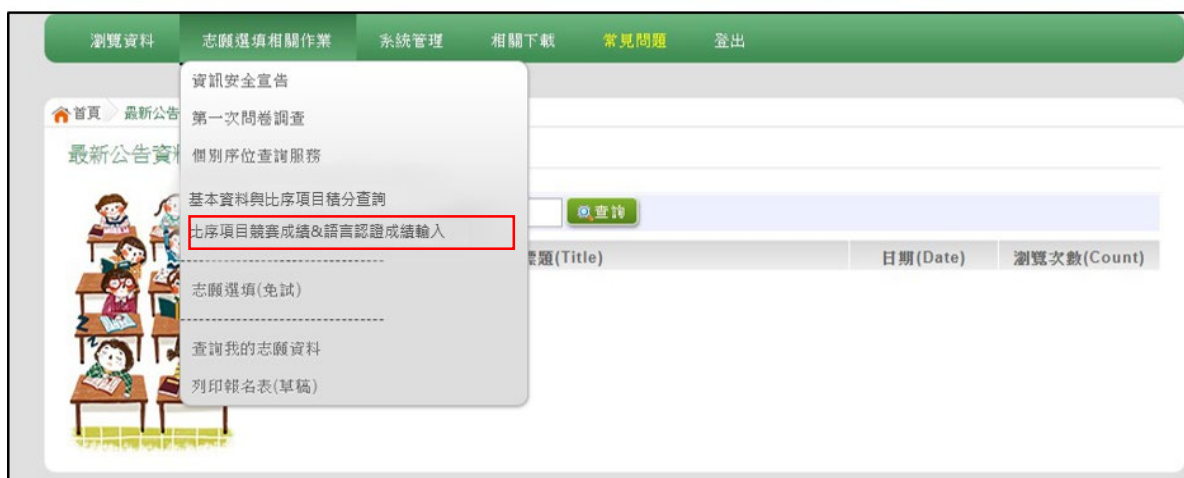 瀏覽資料 志願選填相關作業 系統管理 相關下載 常見問題 登出
資訊安全宣告
首頁 最新公告
第一次問卷調查
最新公告資
個別序位查詢服務
基本資料與比序項目積分查詢
查詢
比序項目競賽成績&語言認證成績輸入
標題(Title) 日期(Date) 瀏覽次數(Count)
志願選填(免試)
查詢我的志願資料
列印報名表(草稿)